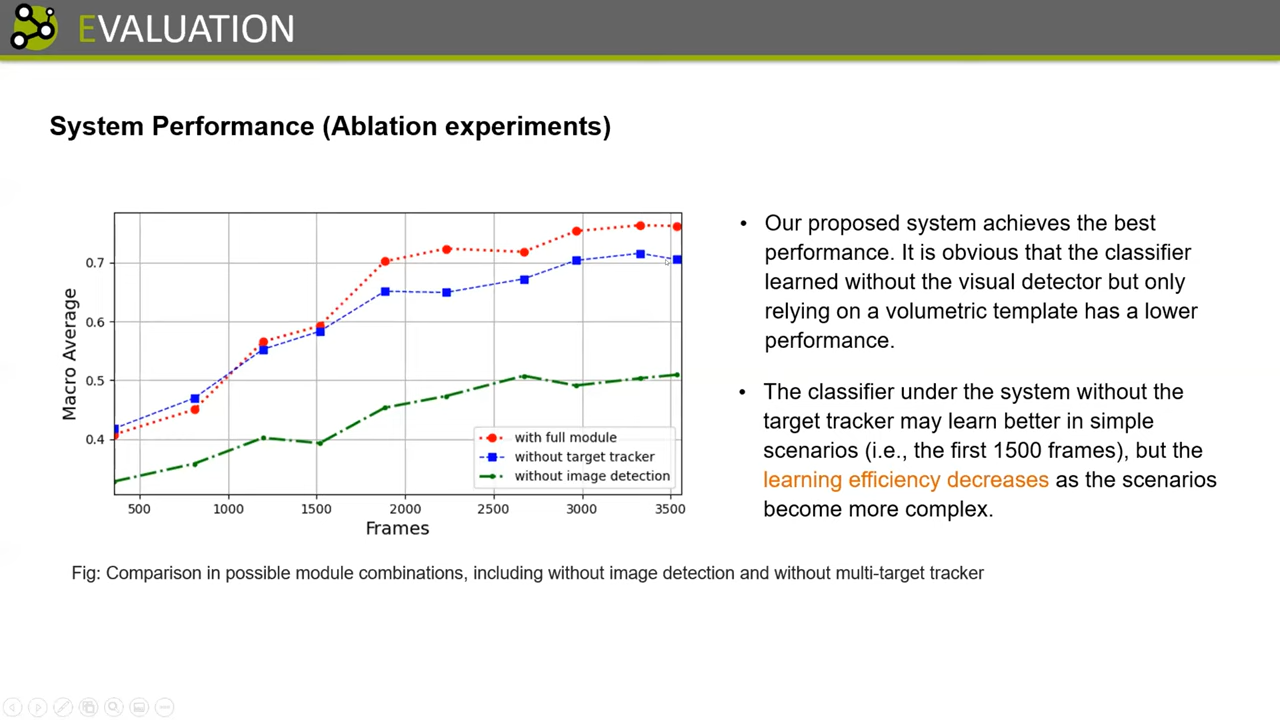 EVALUATION
System Performance (Ablation experiments)
0.7
0.6
0.5
0.4
Macro Average
with full module
without target tracker
without image detection
500 1000 1500 2000 2500 3000 3500
Frames
• Our proposed system achieves the best
performance. It is obvious that the classifier
learned without the visual detector but only
relying on a volumetric template has a lower
performance.
• The classifier under the system without the
target tracker may learn better in simple
scenarios (i.e., the first 1500 frames), but the
learning efficiency decreases as the scenarios
become more complex.
Fig: Comparison in possible module combinations, including without image detection and without multi-target tracker